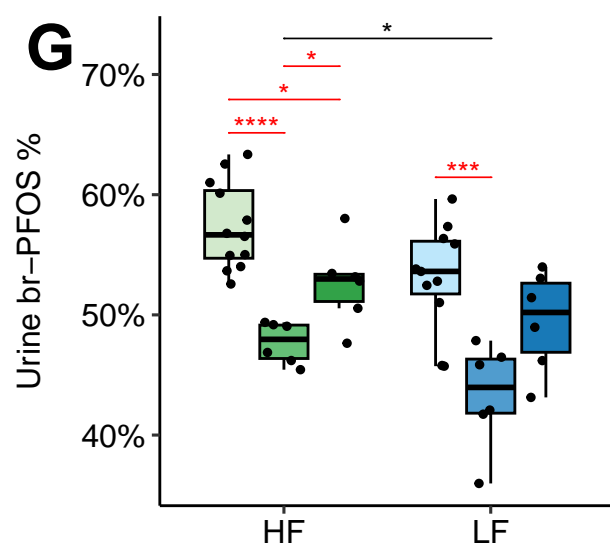 G
*
70%
*
*
****
***
60%
50%
40%
Urine br–PFOS %
HF
LF